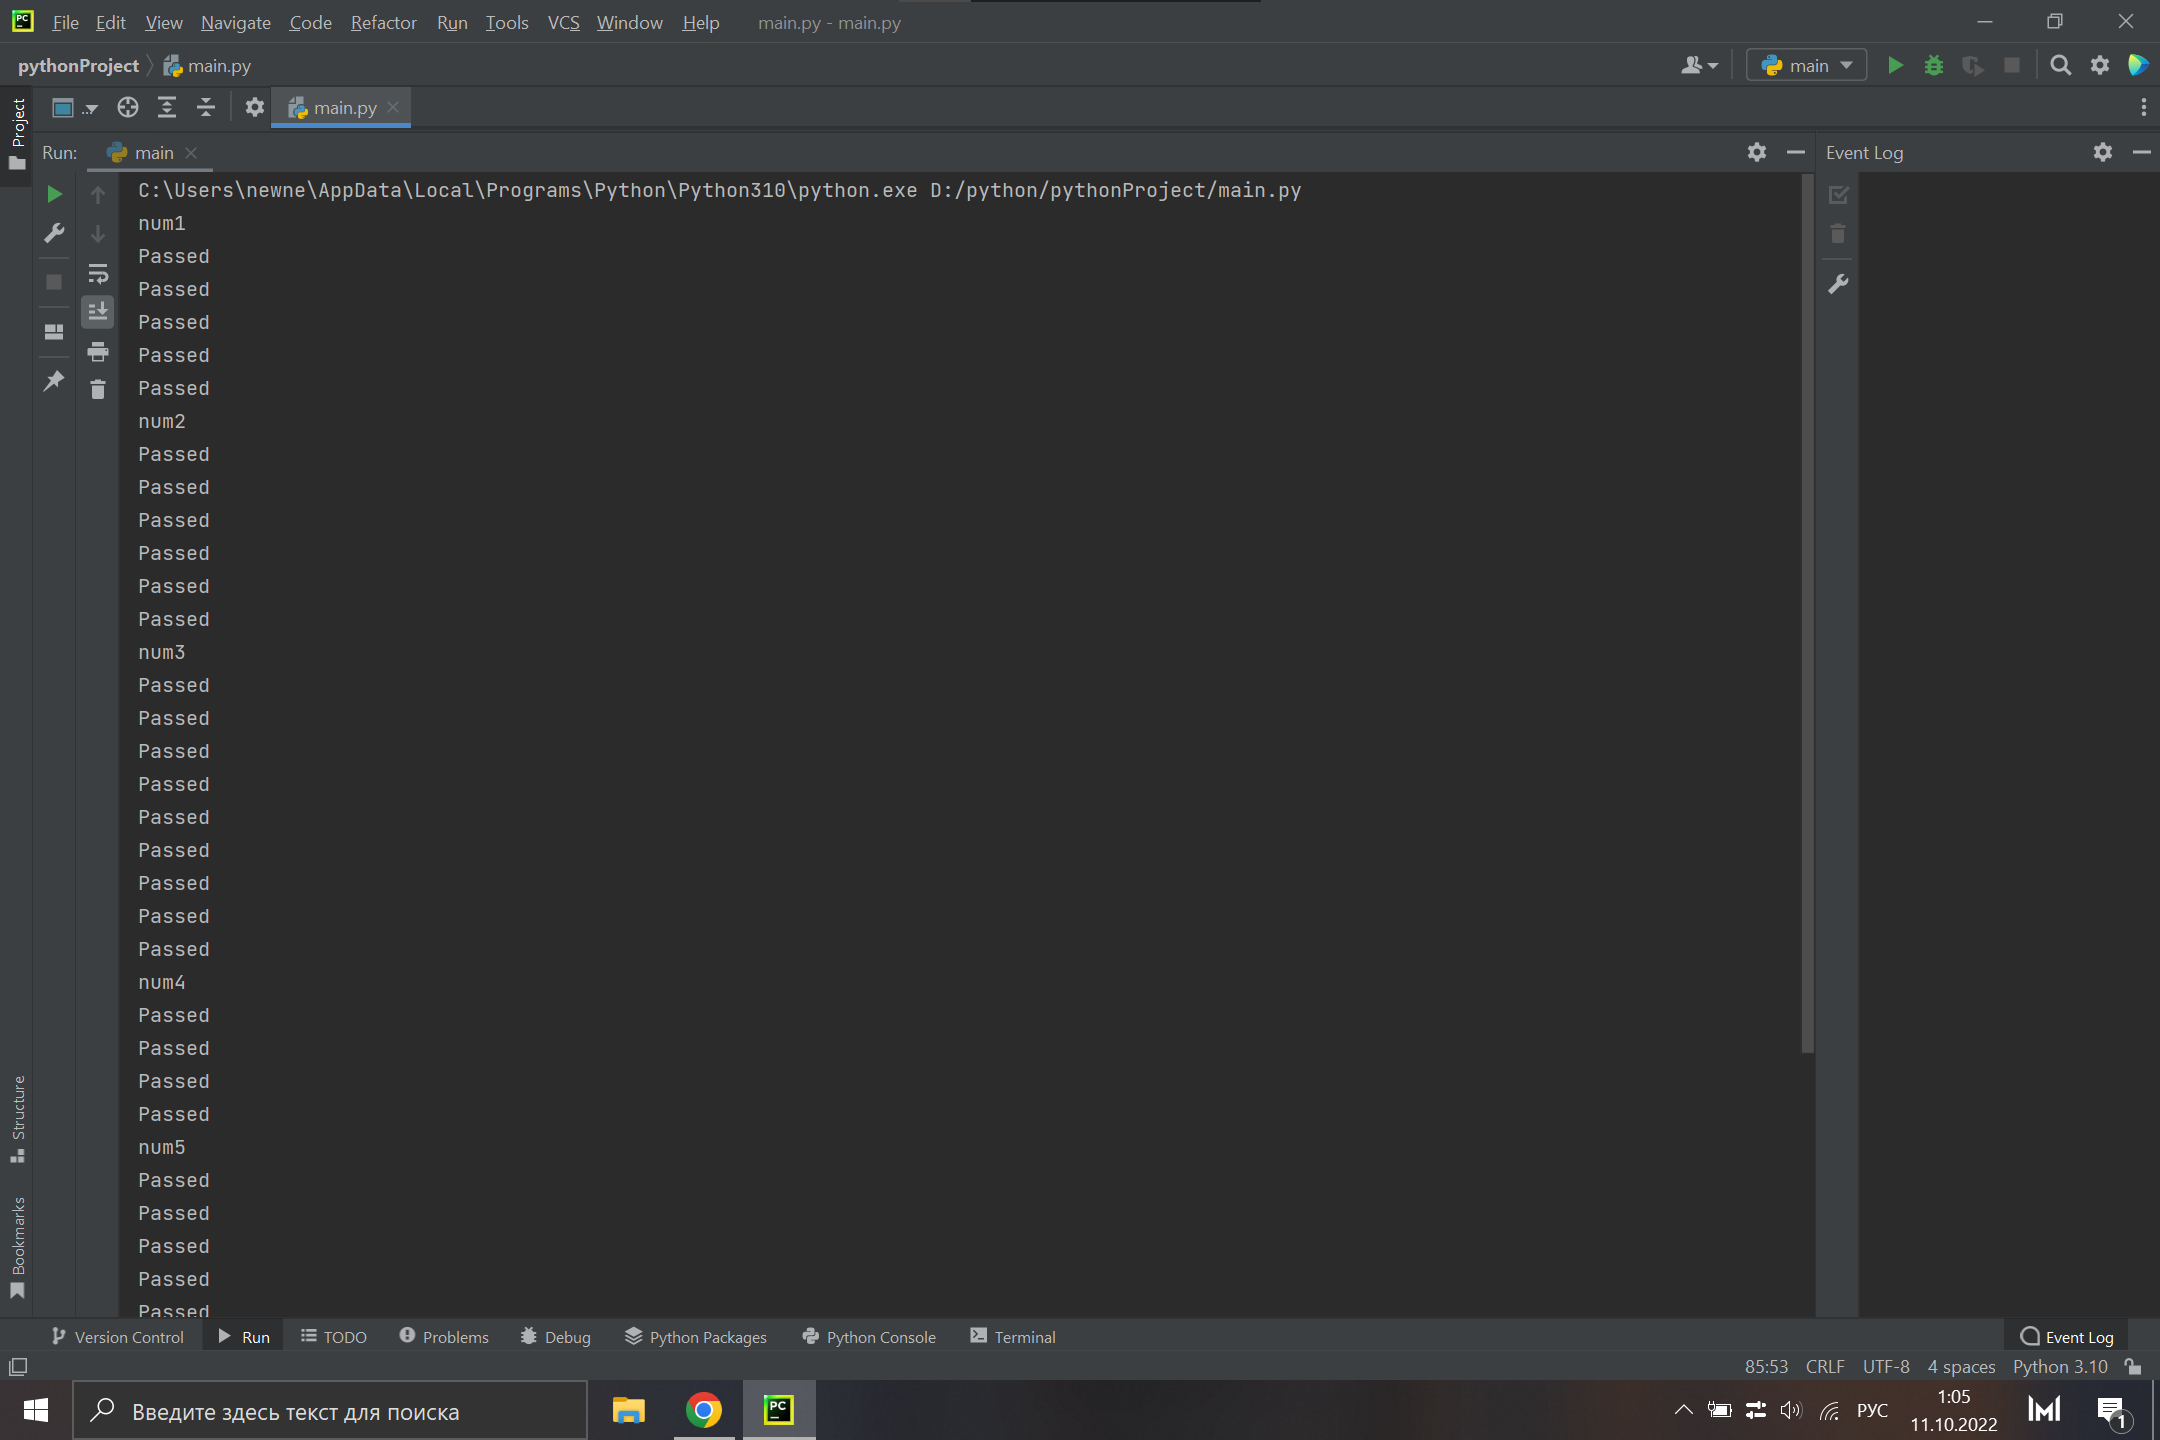 File Edit View Navigate Code Refactor Run Tools VCS Window Help main.py - main.py
pythonProject main.py main
Project
.. main.py
Run: main Event Log
C:\Users\newne\AppData\Local\Programs\Python\Python310\python.exe D:/python/pythonProject/main.py
num1
Passed
Passed
Passed
Passed
Passed
num2
Passed
Passed
Passed
Passed
Passed
Passed
num3
Passed
Passed
Passed
Passed
Passed
Passed
Passed
Passed
Passed
num4
Passed
Passed
Passed
Passed
num5
Passed
Passed
Passed
Passed
Passed
Structure
Bookmarks
Version Control Run TODO Problems Debug Python Packages Python Console Terminal Event Log
85:53 CRLF UTF-8 4 spaces Python 3.10
Введите здесь текст для поиска
PC
РУС
1:05
11.10.2022
1